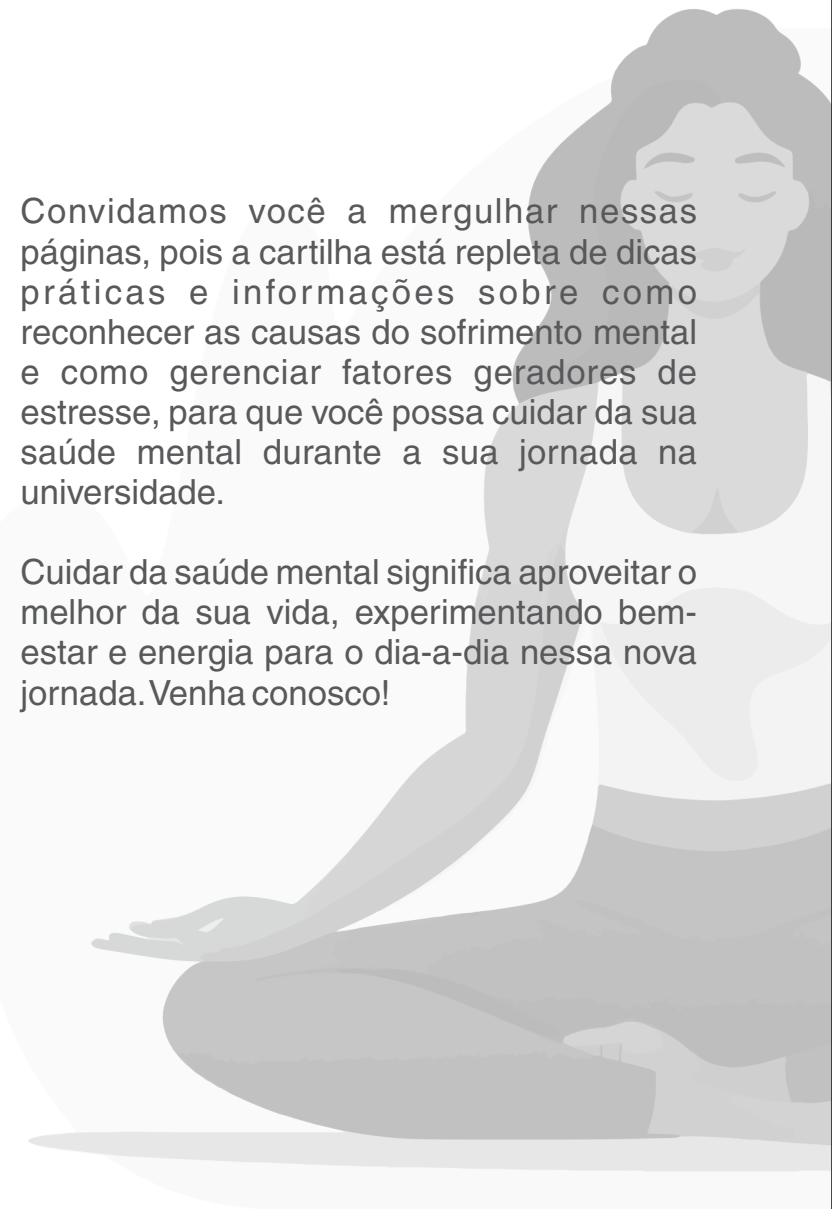 Convidamos você a mergulhar nessas
páginas, pois a cartilha está repleta de dicas
práticas e informações sobre como
reconhecer as causas do sofrimento mental
e como gerenciar fatores geradores de
estresse, para que você possa cuidar da sua
saúde mental durante a sua jornada na
universidade.
Cuidar da saúde mental significa aproveitar o
melhor da sua vida, experimentando bem-
estar e energia para o dia-a-dia nessa nova
jornada. Venha conosco!